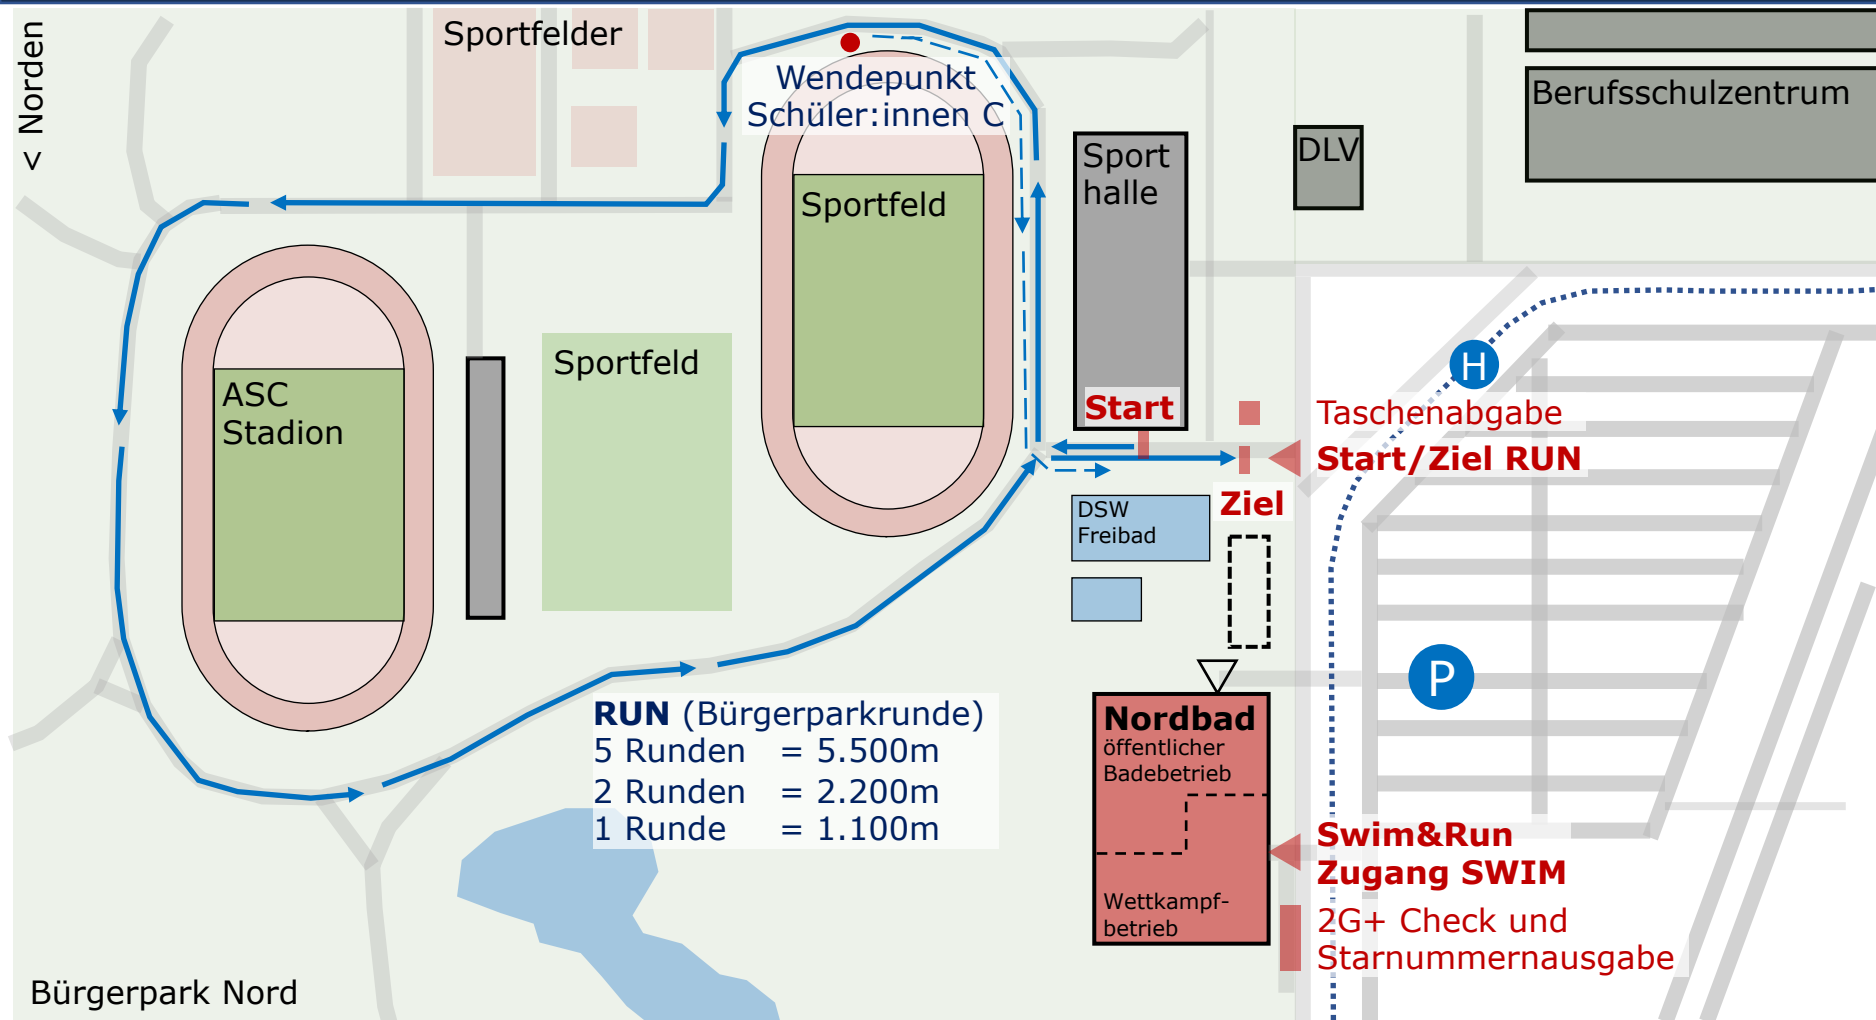 < Norden
Sportfelder
Wendepunkt
Schüler:innen C
Sportfeld
Sport
halle
DLV
Berufsschulzentrum
ASC
Stadion
Sportfeld
Start
H
Taschenabgabe
Start/Ziel RUN
Ziel
DSW
Freibad
P
RUN (Bürgerparkrunde)
5 Runden = 5.500m
2 Runden = 2.200m
1 Runde = 1.100m
Nordbad
öffentlicher
Badebetrieb
Wettkampf-
betrieb
Swim&Run
Zugang SWIM
2G+ Check und
Starnummernausgabe
Bürgerpark Nord